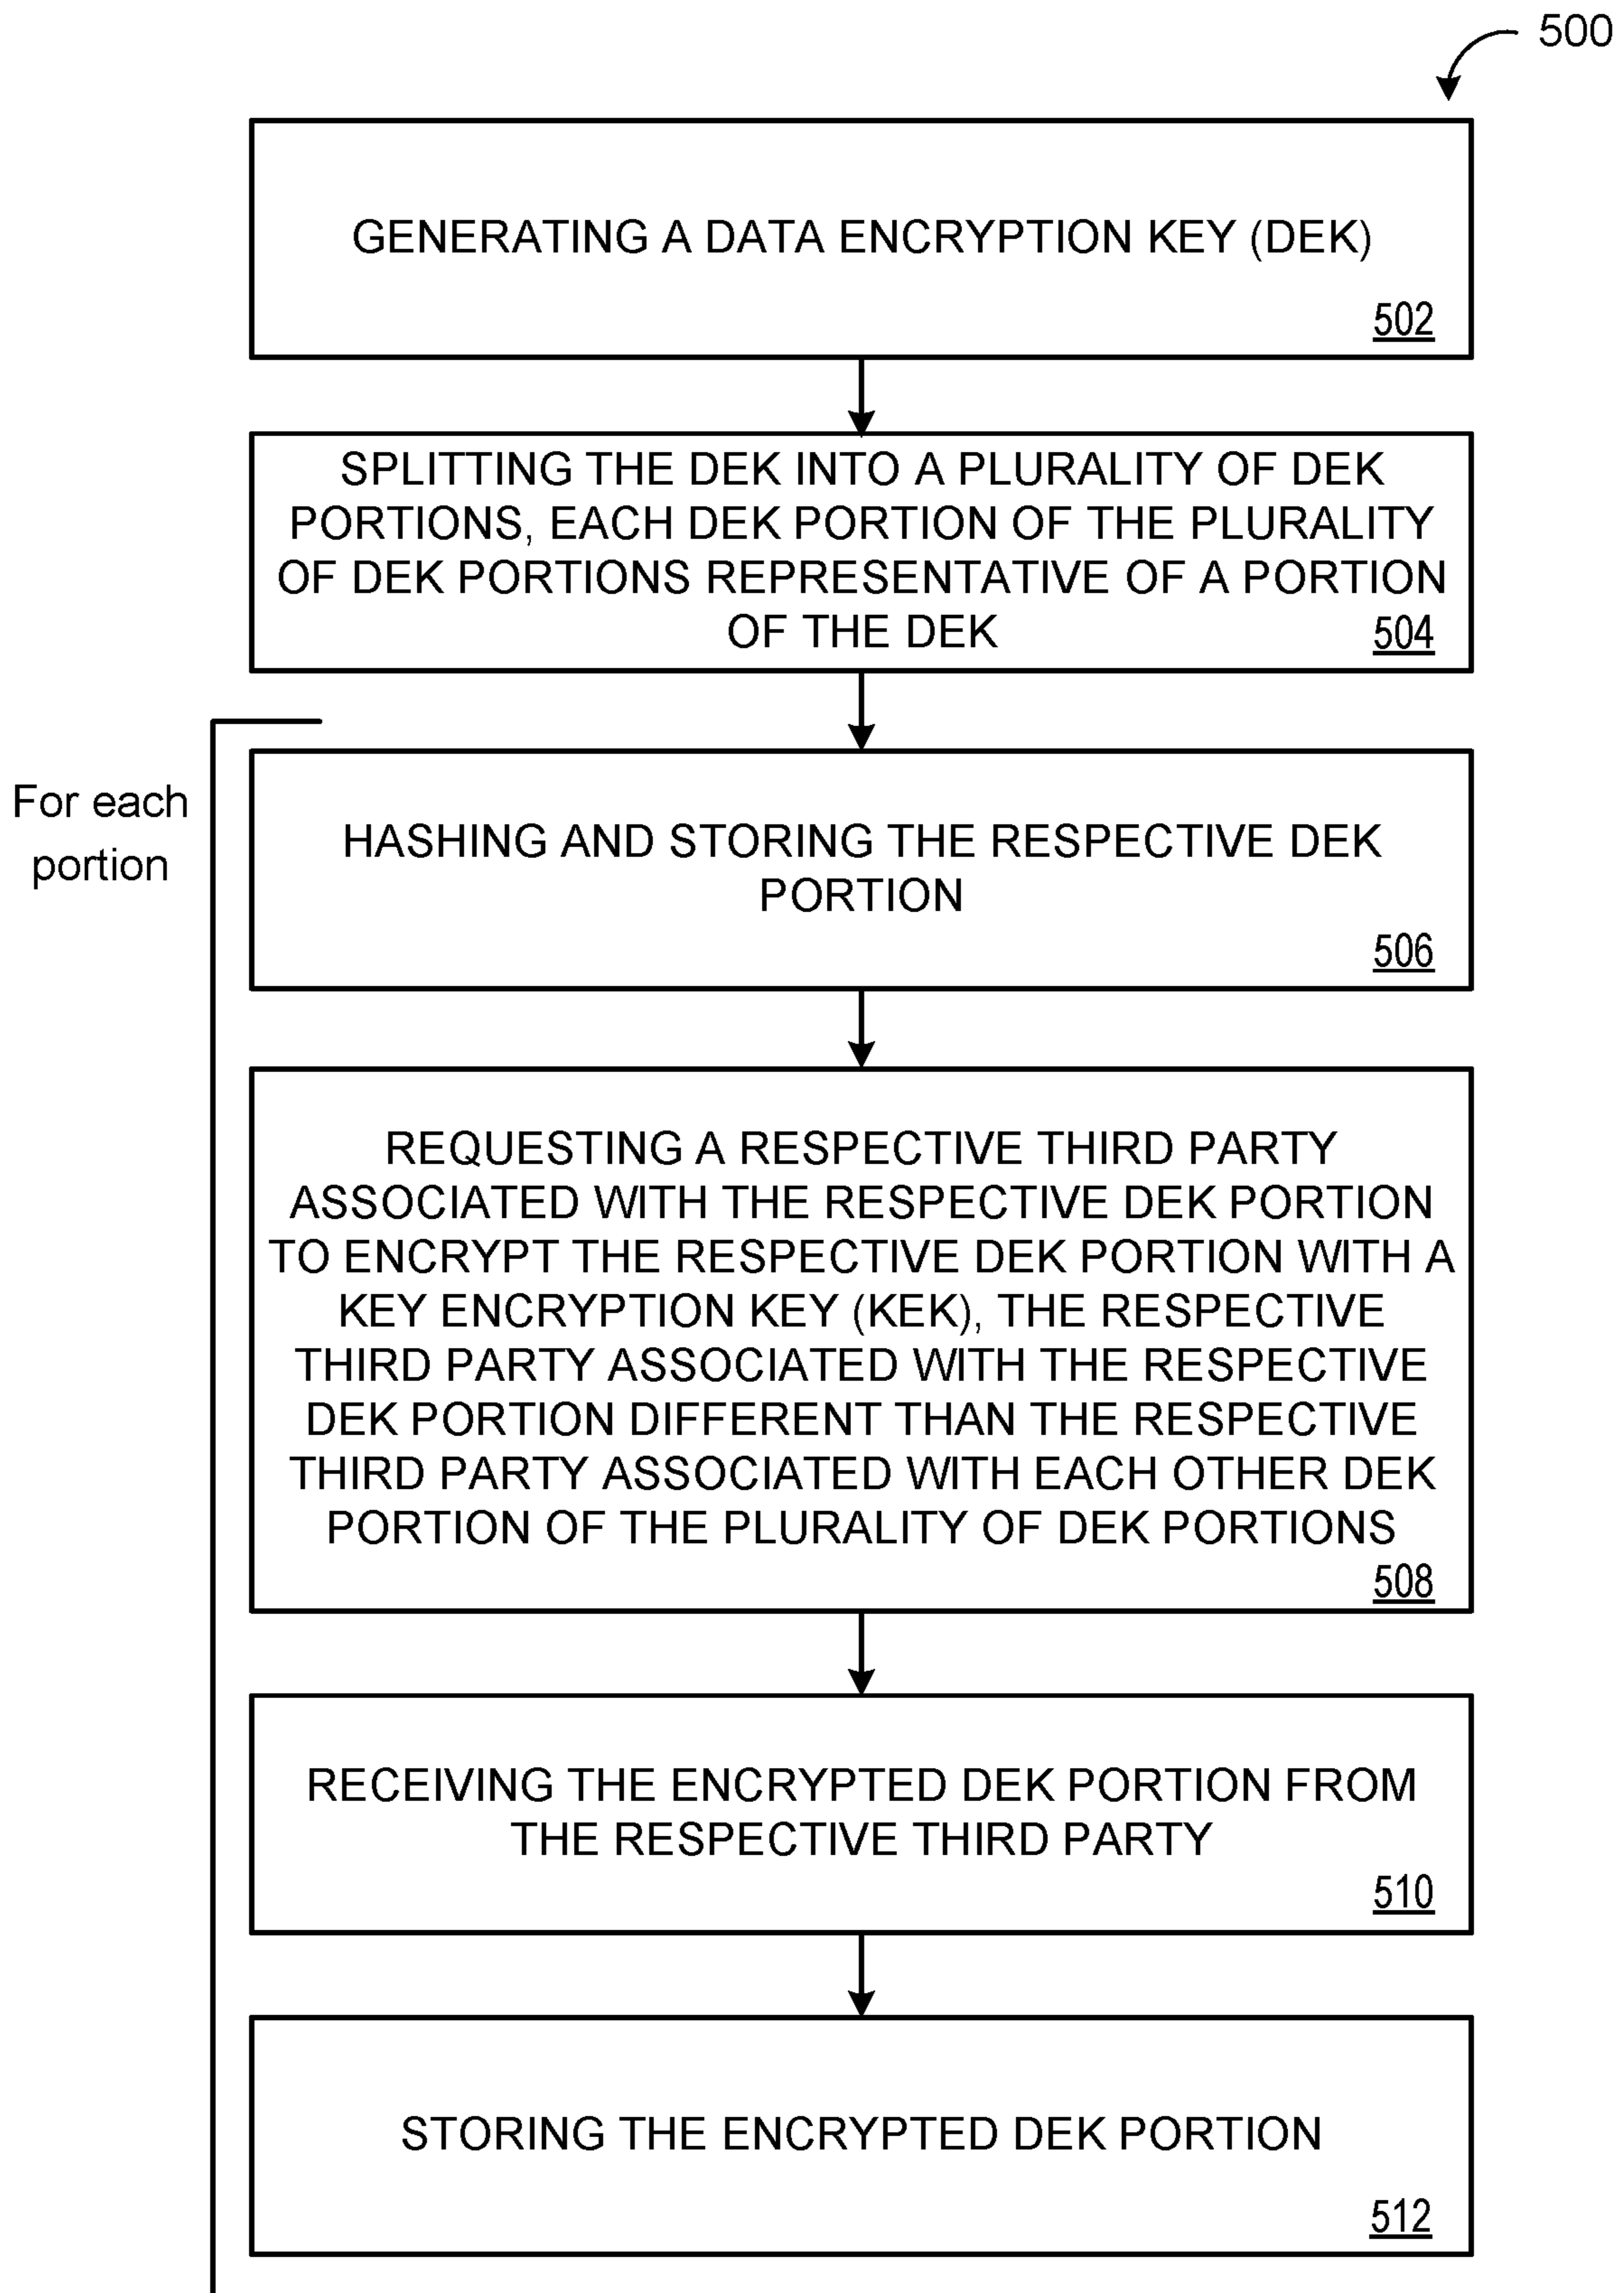 500
GENERATING A DATA ENCRYPTION KEY (DEK)
502
SPLITTING THE DEK INTO A PLURALITY OF DEK
PORTIONS, EACH DEK PORTION OF THE PLURALITY
OF DEK PORTIONS REPRESENTATIVE OF A PORTION
OF THE DEK
504
For each
portion
HASHING AND STORING THE RESPECTIVE DEK
PORTION
506
REQUESTING A RESPECTIVE THIRD PARTY
ASSOCIATED WITH THE RESPECTIVE DEK PORTION
TO ENCRYPT THE RESPECTIVE DEK PORTION WITH A
KEY ENCRYPTION KEY (KEK), THE RESPECTIVE
THIRD PARTY ASSOCIATED WITH THE RESPECTIVE
DEK PORTION DIFFERENT THAN THE RESPECTIVE
THIRD PARTY ASSOCIATED WITH EACH OTHER DEK
PORTION OF THE PLURALITY OF DEK PORTIONS
508
RECEIVING THE ENCRYPTED DEK PORTION FROM
THE RESPECTIVE THIRD PARTY
510
STORING THE ENCRYPTED DEK PORTION
512